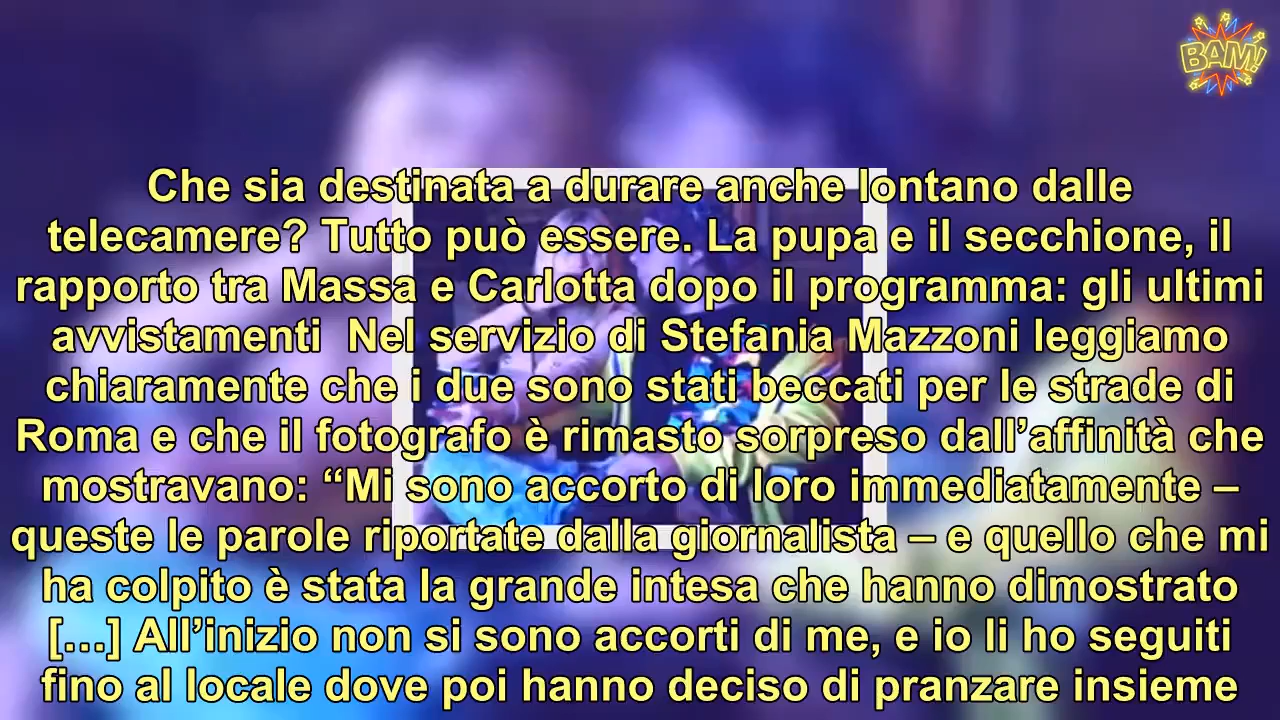 BAM!
Che sia destinata a durare anche lontano dalle
telecamere? Tutto può essere. La pupa e il secchione, il
rapporto tra Massa e Carlotta dopo il programma: gli ultimi
avvistamenti  Nel servizio di Stefania Mazzoni leggiamo
chiaramente che i due sono stati beccati per le strade di
Roma e che il fotografo è rimasto sorpreso dall’affinità che
mostravano: “Mi sono accorto di loro immediatamente –
queste le parole riportate dalla giornalista – e quello che mi
ha colpito è stata la grande intesa che hanno dimostrato
[…] All’inizio non si sono accorti di me, e io li ho seguiti
fino al locale dove poi hanno deciso di pranzare insieme